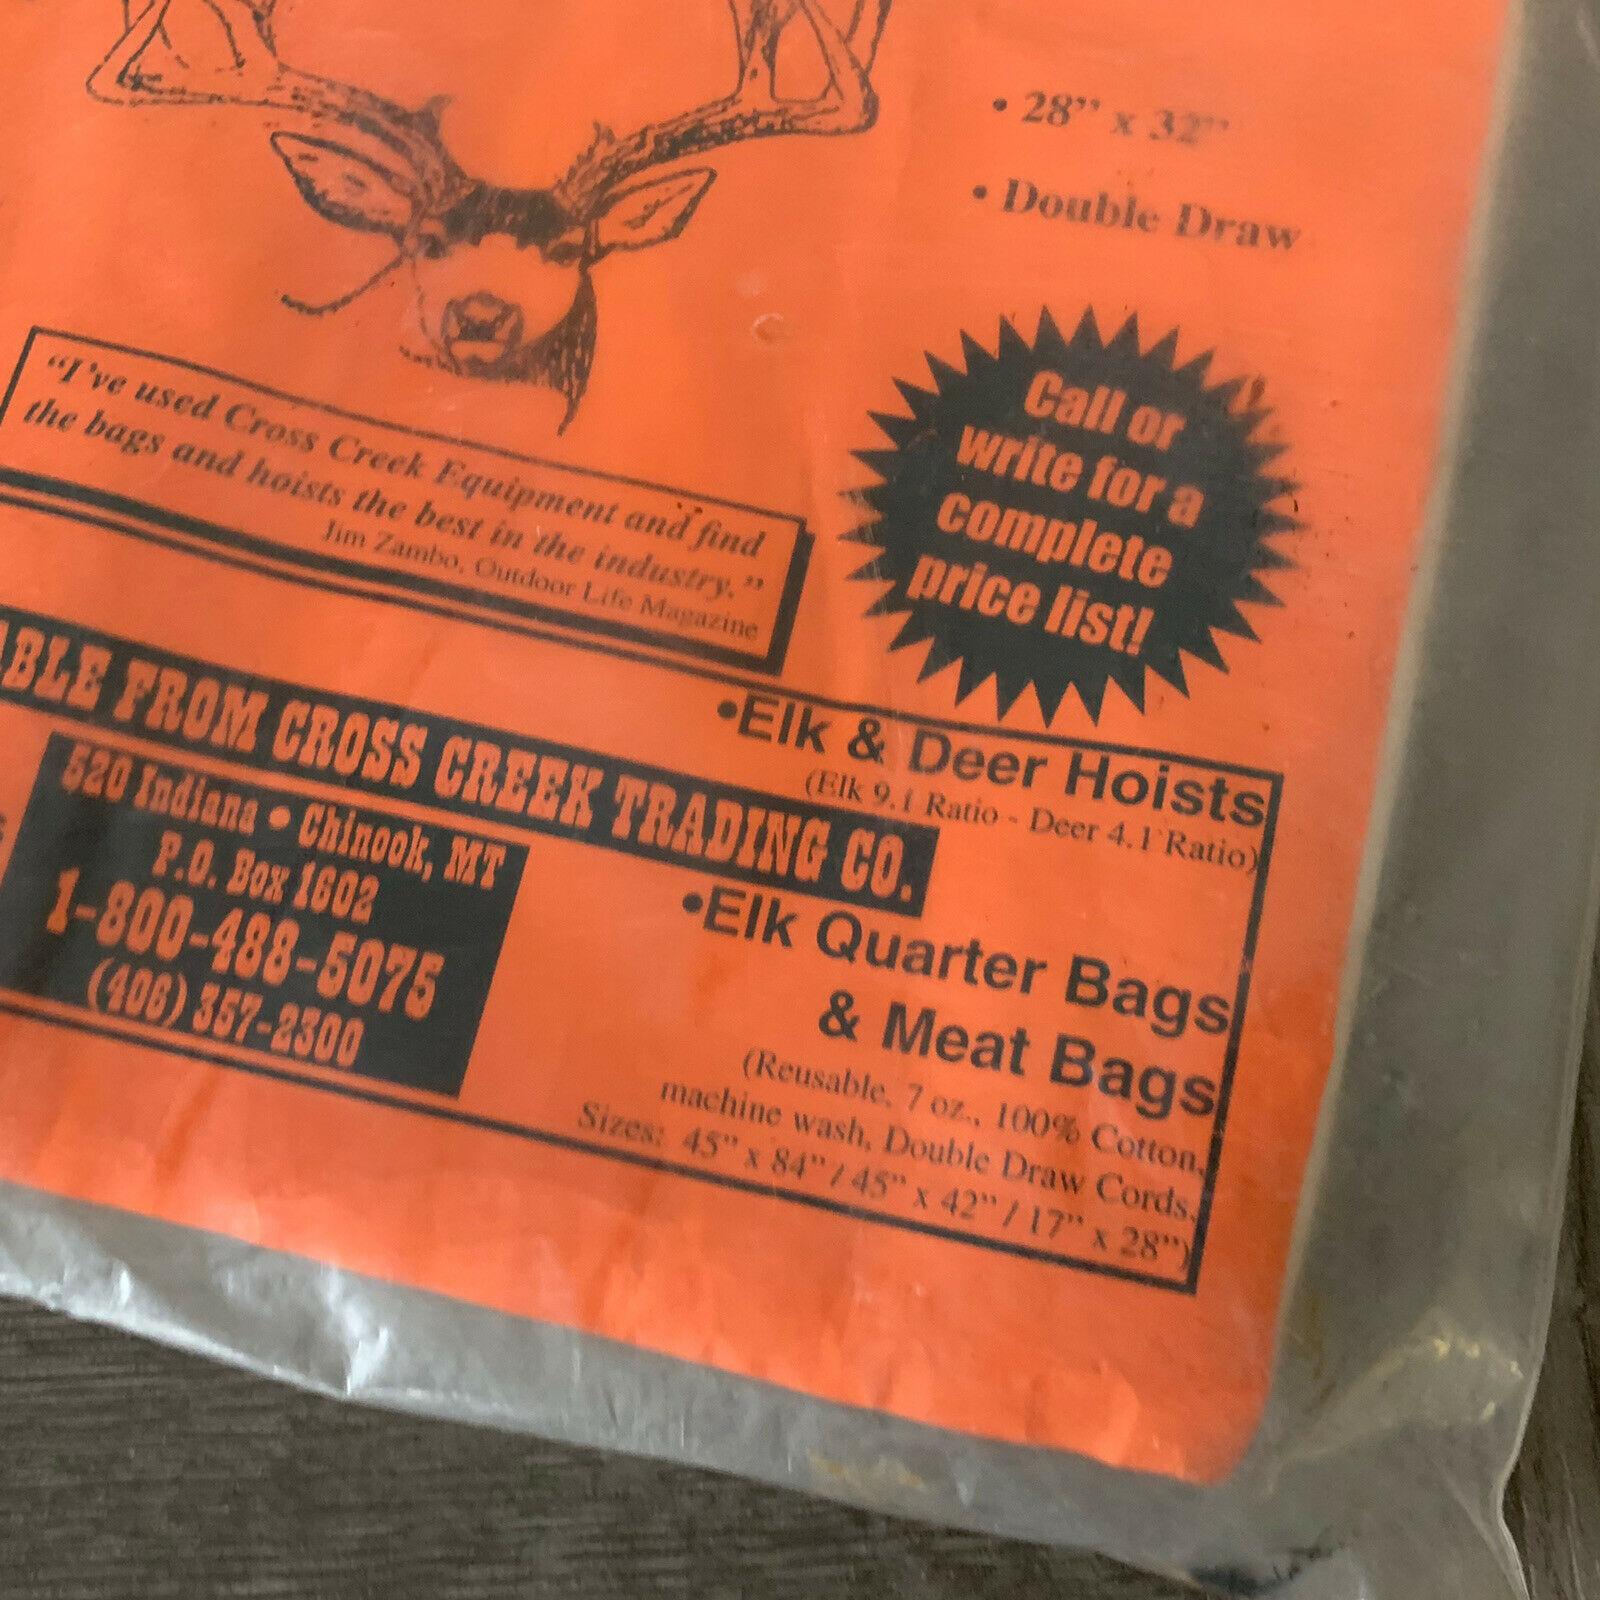 • 28” x 32”
• Double Draw
“I’ve used Cross Creek Equipment and find
the bags and hoists the best in the industry.”
Jim Zambo, Outdoor Life Magazine
Call or
write for a
complete
price list!
ABLE FROM CROSS CREEK TRADING CO.
520 Indiana • Chinook, MT
P.O. Box 1602
1-800-488-5075
(406) 357-2300
•Elk & Deer Hoists
(Elk 9.1 Ratio - Deer 4.1 Ratio)
•Elk Quarter Bags
& Meat Bags
(Reusable, 7 oz., 100% Cotton,
machine wash, Double Draw Cords,
Sizes: 45” x 84” / 45” x 42” / 17” x 28”)